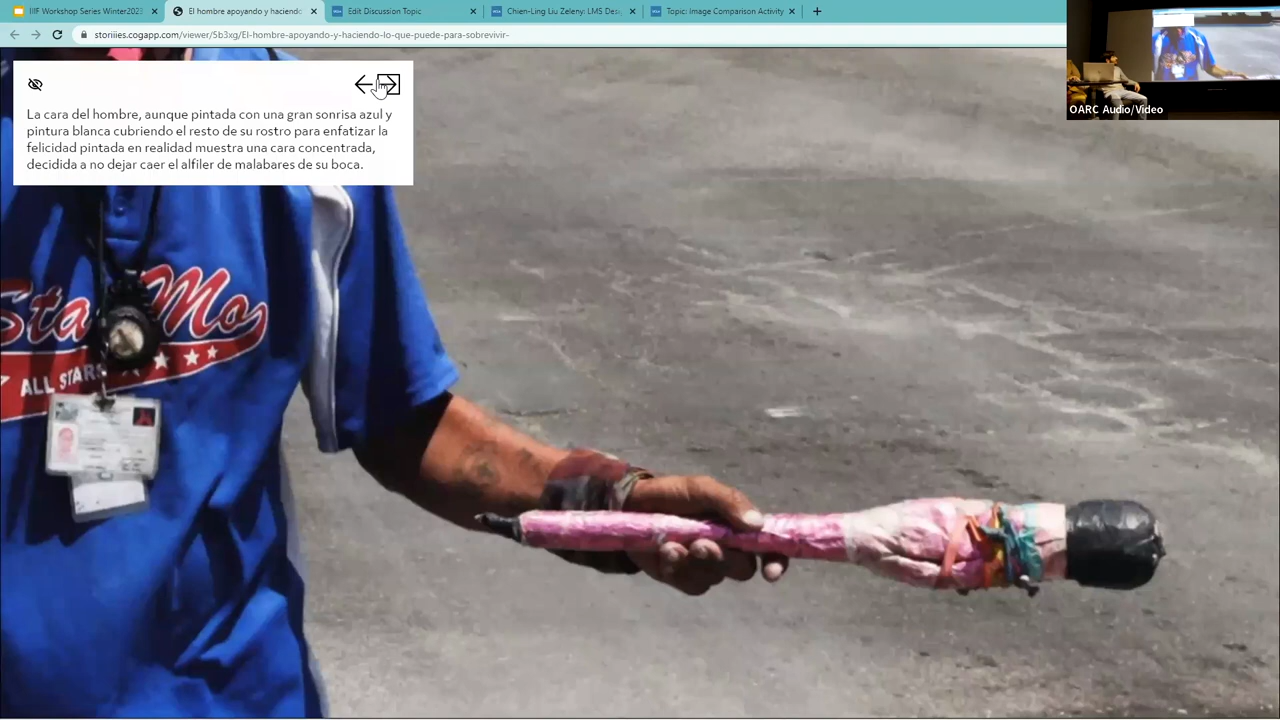 IIIF Workshop Series Winter2023
El hombre apoyando y haciendo
Edit Discussion Topic
Chien-Ling Liu Zeleny: LMS Desi
Topic: Image Comparison Activity
storiiies.cogapp.com/viewer/5b3xg/El-hombre-apoyando-y-haciendo-lo-que-puede-para-sobrevivir-
OARC Audio/Video
La cara del hombre, aunque pintada con una gran sonrisa azul y
pintura blanca cubriendo el resto de su rostro para enfatizar la
felicidad pintada en realidad muestra una cara concentrada,
decidida a no dejar caer el alfiler de malabares de su boca.
Sta Mo
ALL STARS